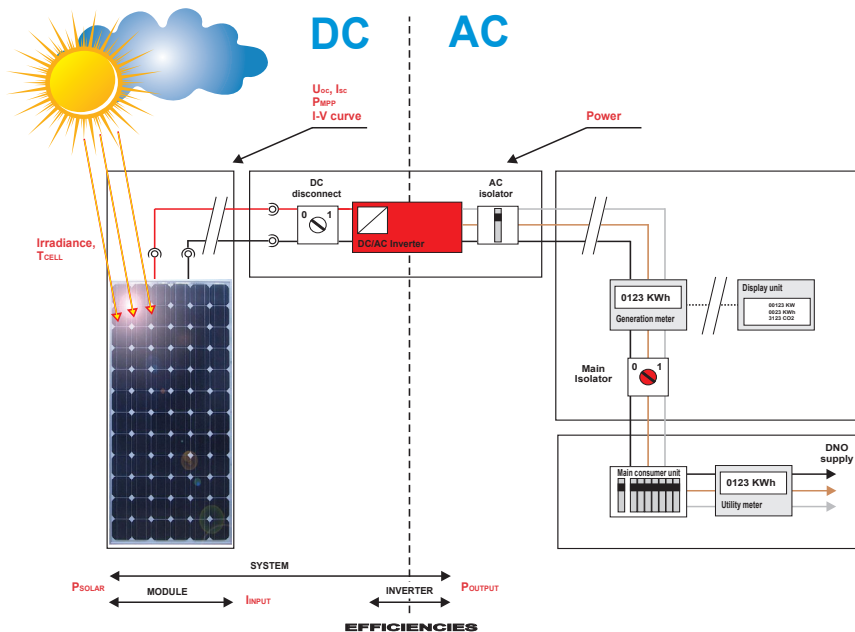 DC AC
Uoc, Isc
PMPP
I-V curve
Power
DC
disconnect
0 1
DC/AC Inverter
AC
isolator
Irradiance,
TCELL
0123 KWh
Generation meter
Display unit
00123 KW
0023 KWh
3123 CO2
Main
Isolator
0 1
Main consumer unit
0123 KWh
Utility meter
DNO
supply
SYSTEM
PSOLAR
POUTPUT
MODULE
IINPUT
INVERTER
EFFICIENCIES